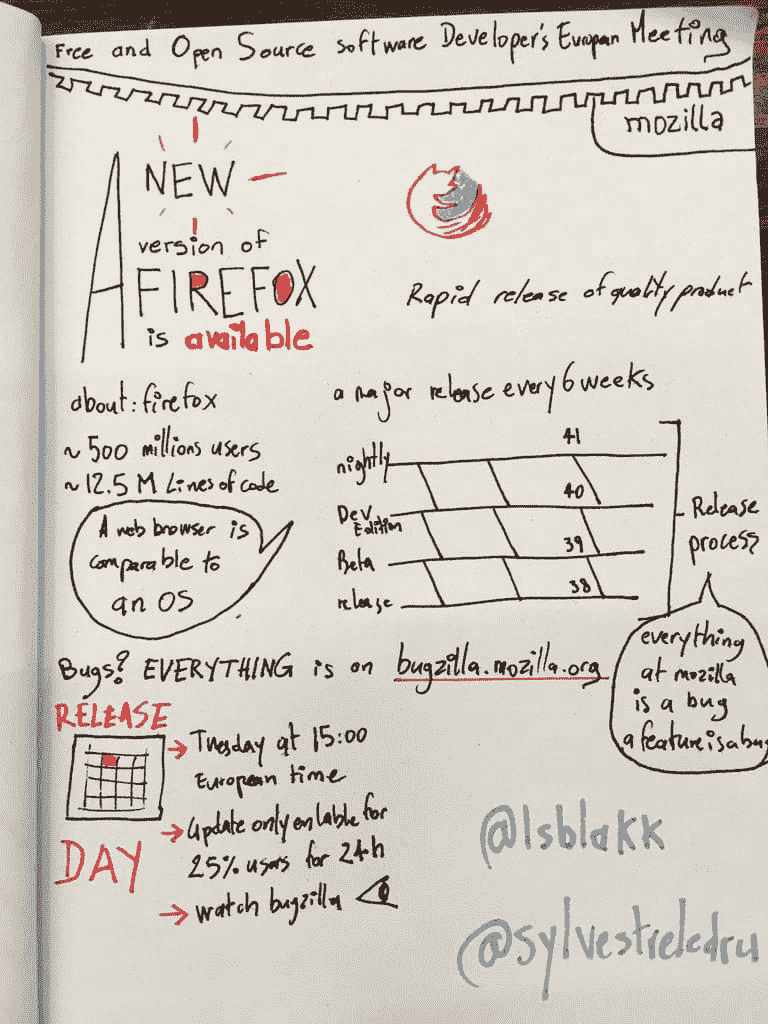 Free and Open Source software Developer's European Meeting
mozilla
A NEW
version of
FIREFOX
is available
Rapid release of quality product
about:firefox
~ 500 millions users
~ 12.5 M Lines of code
A web browser is
comparable to
an OS
a major release every 6 weeks
nightly 41
Dev Edition 40
Beta 39
release 38
Release
process
everything
at mozilla
is a bug
a feature is a bug
Bugs? EVERYTHING is on bugzilla.mozilla.org
RELEASE
DAY
→ Tuesday at 15:00
European time
→ Update only enlable for
25% users for 24h
→ watch bugzilla
@lsblakk
@sylvestreledru